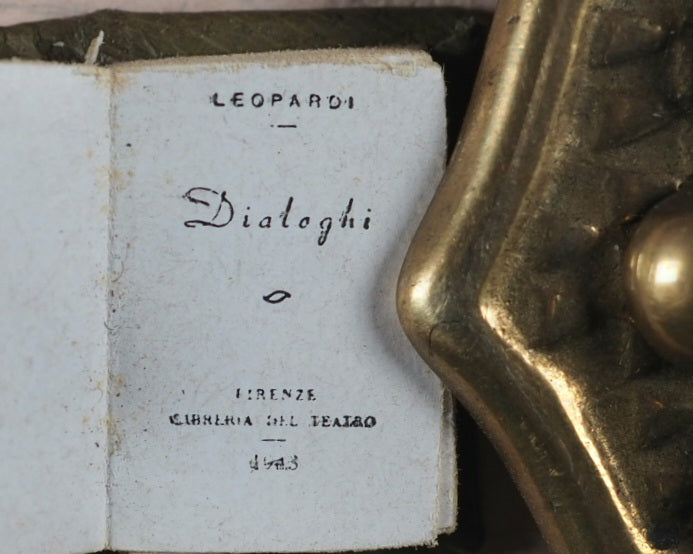 LEOPARDI
Dialoghi
FIRENZE
LIBRERIA DEL TEATRO